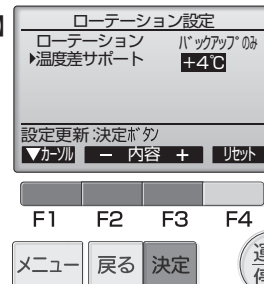 ローテーション設定
ローテーション バックアップのみ
▶温度差サポート +4℃
設定更新:決定ボタン
▼カーソル − 内容 + リセット
F1 F2 F3 F4
メニュー 戻る 決定